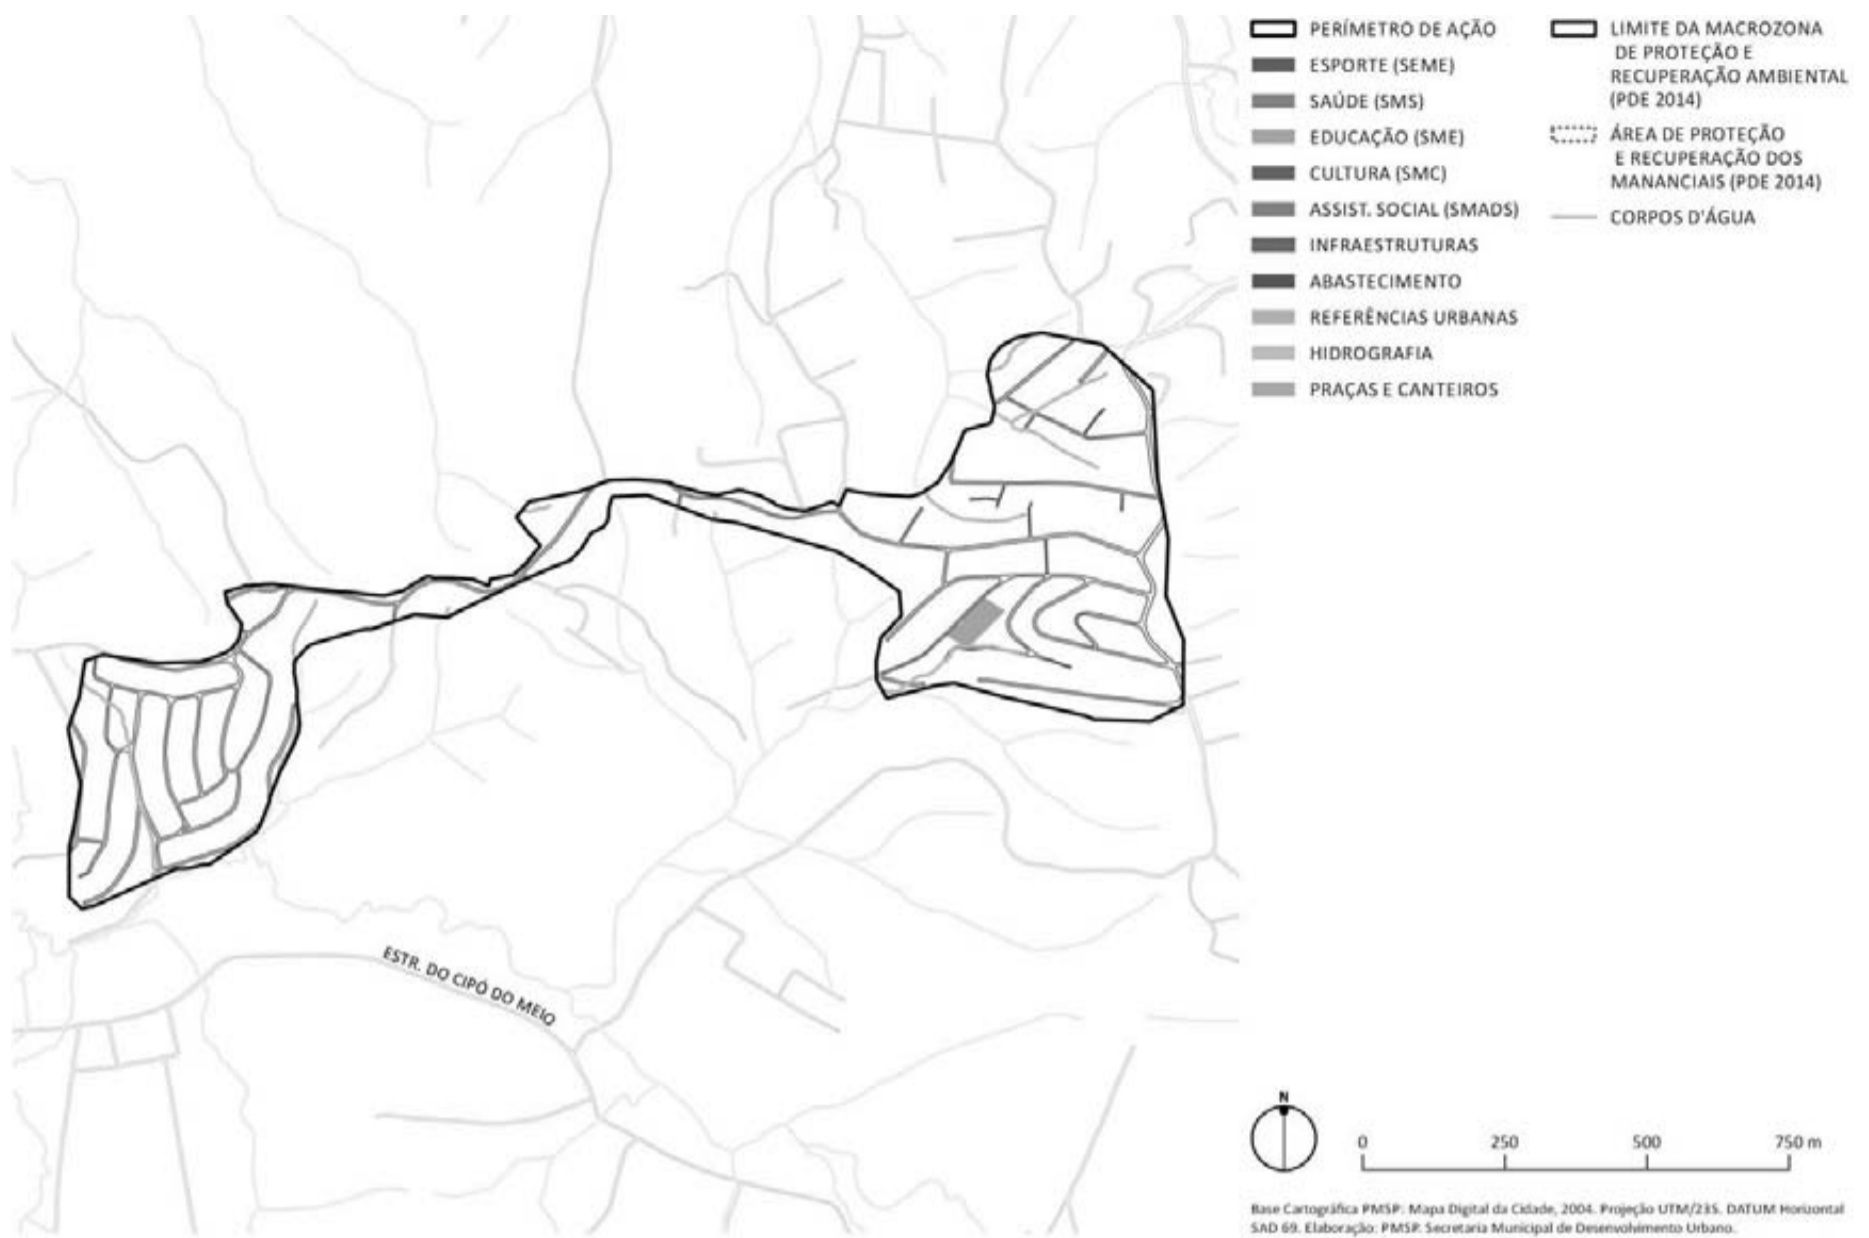 PERÍMETRO DE AÇÃO
ESPORTE (SEME)
SAÚDE (SMS)
EDUCAÇÃO (SME)
CULTURA (SMC)
ASSIST. SOCIAL (SMADS)
INFRAESTRUTURAS
ABASTECIMENTO
REFERÊNCIAS URBANAS
HIDROGRAFIA
PRAÇAS E CANTEIROS
LIMITE DA MACROZONA
DE PROTEÇÃO E
RECUPERAÇÃO AMBIENTAL
(PDE 2014)
ÁREA DE PROTEÇÃO
E RECUPERAÇÃO DOS
MANANCIAIS (PDE 2014)
CORPOS D'ÁGUA
ESTR. DO CIPÓ DO MEIO
N
0 250 500 750 m
Base Cartográfica PMSP: Mapa Digital da Cidade, 2004. Projeção UTM/23S. DATUM Horizontal
SAD 69. Elaboração: PMSP. Secretaria Municipal de Desenvolvimento Urbano.